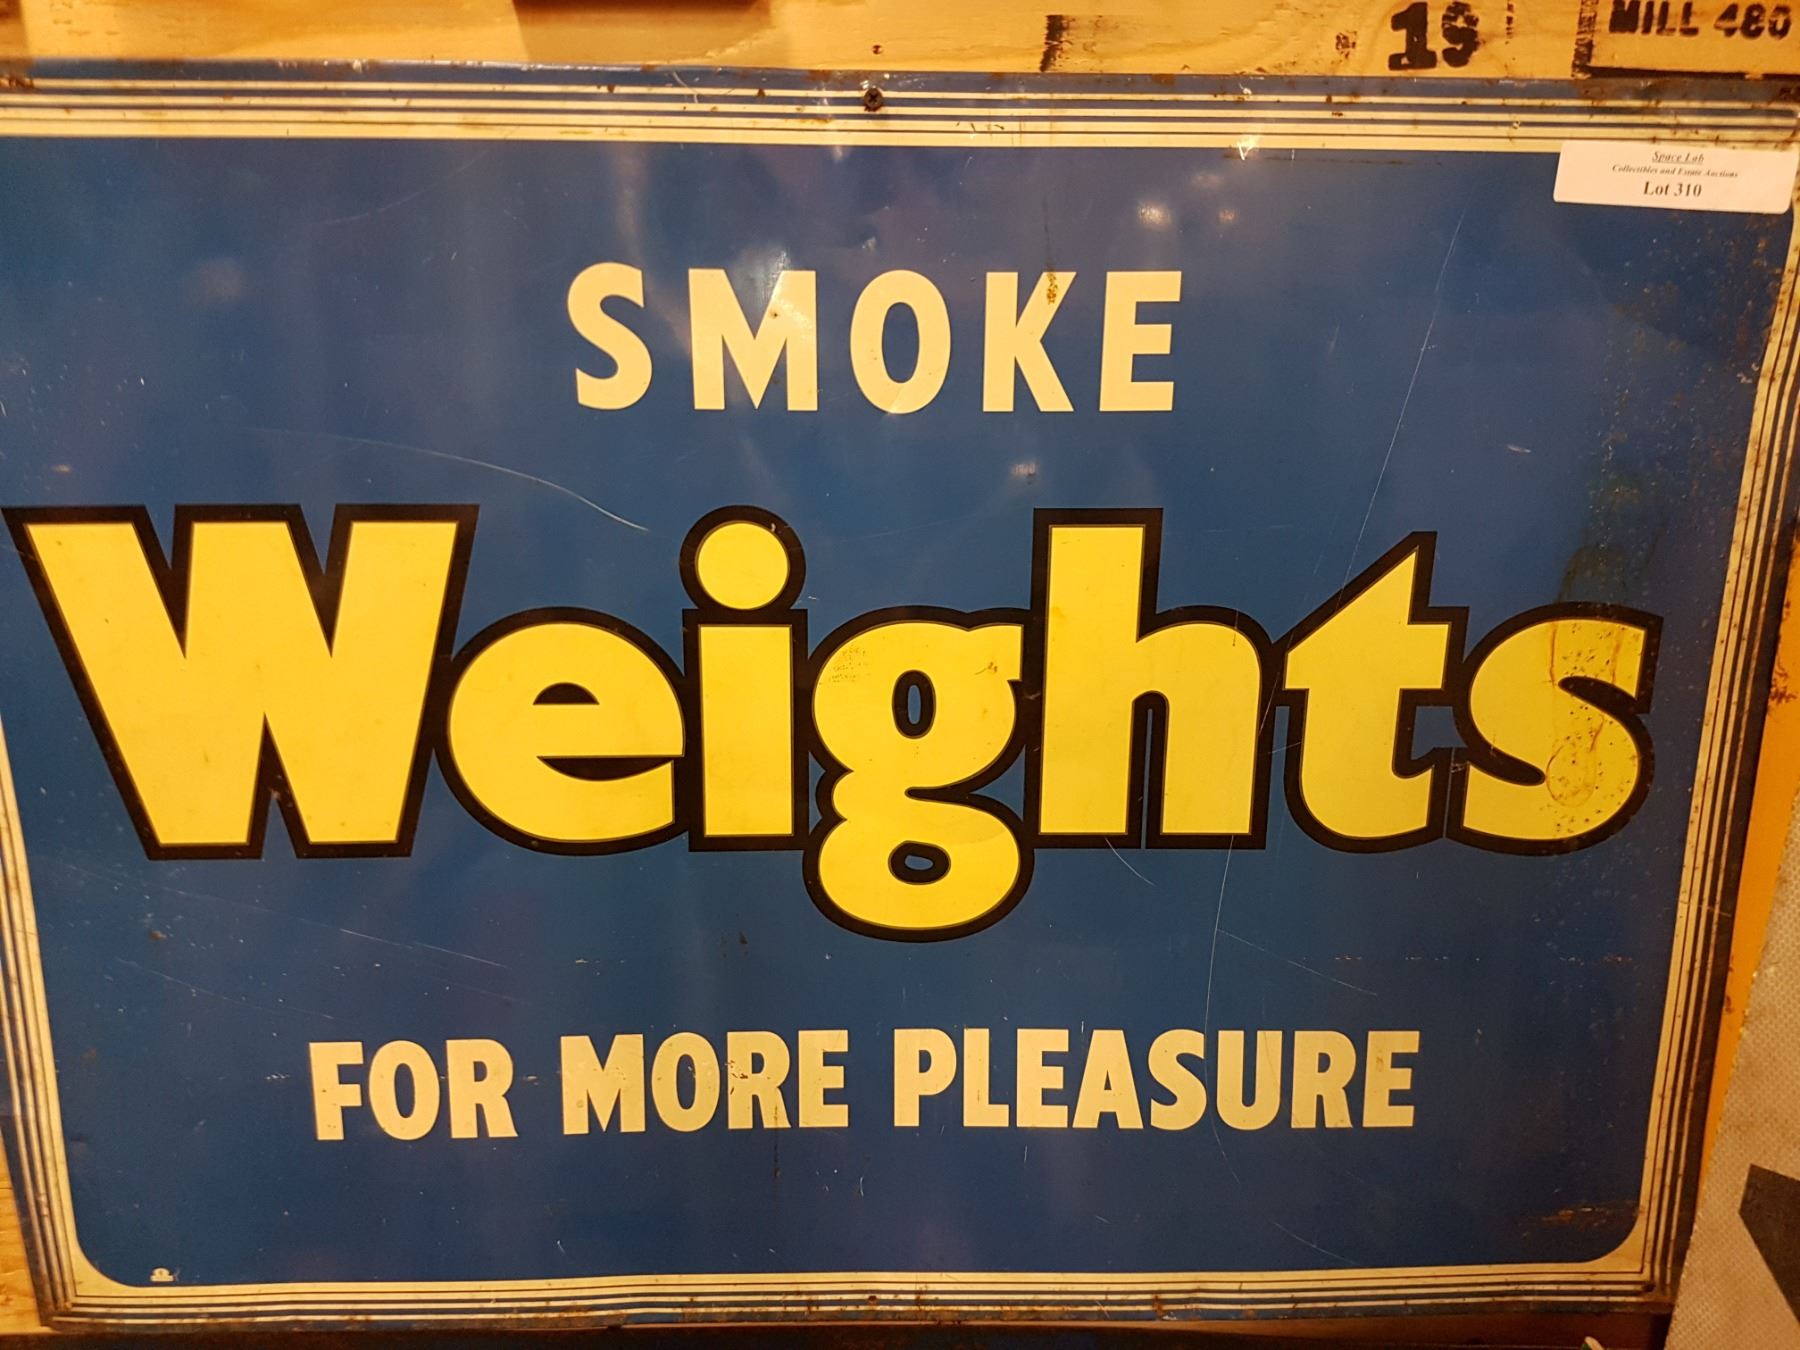 19
MILL 480
Space Lab
Collectibles and Estate Auctions
Lot 310
SMOKE
Weights
FOR MORE PLEASURE